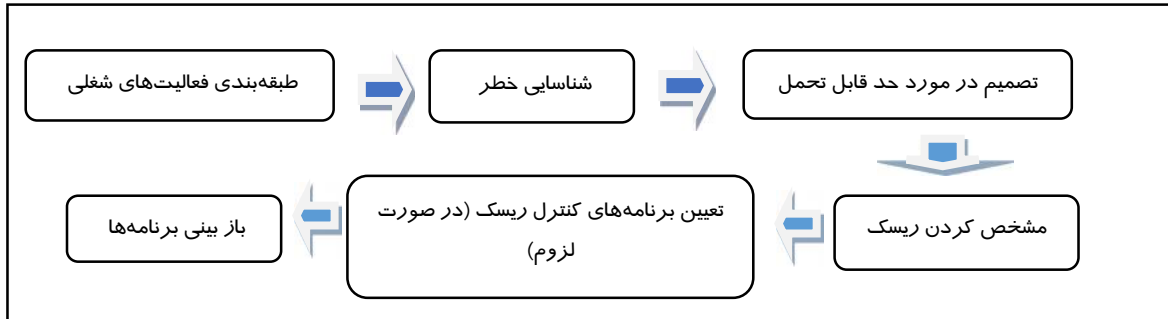 طبقه‌بندی فعالیت‌های شغلی
شناسایی خطر
تصمیم در مورد حد قابل تحمل
مشخص کردن ریسک
تعیین برنامه‌های کنترل ریسک (در صورت
لزوم)
باز بینی برنامه‌ها